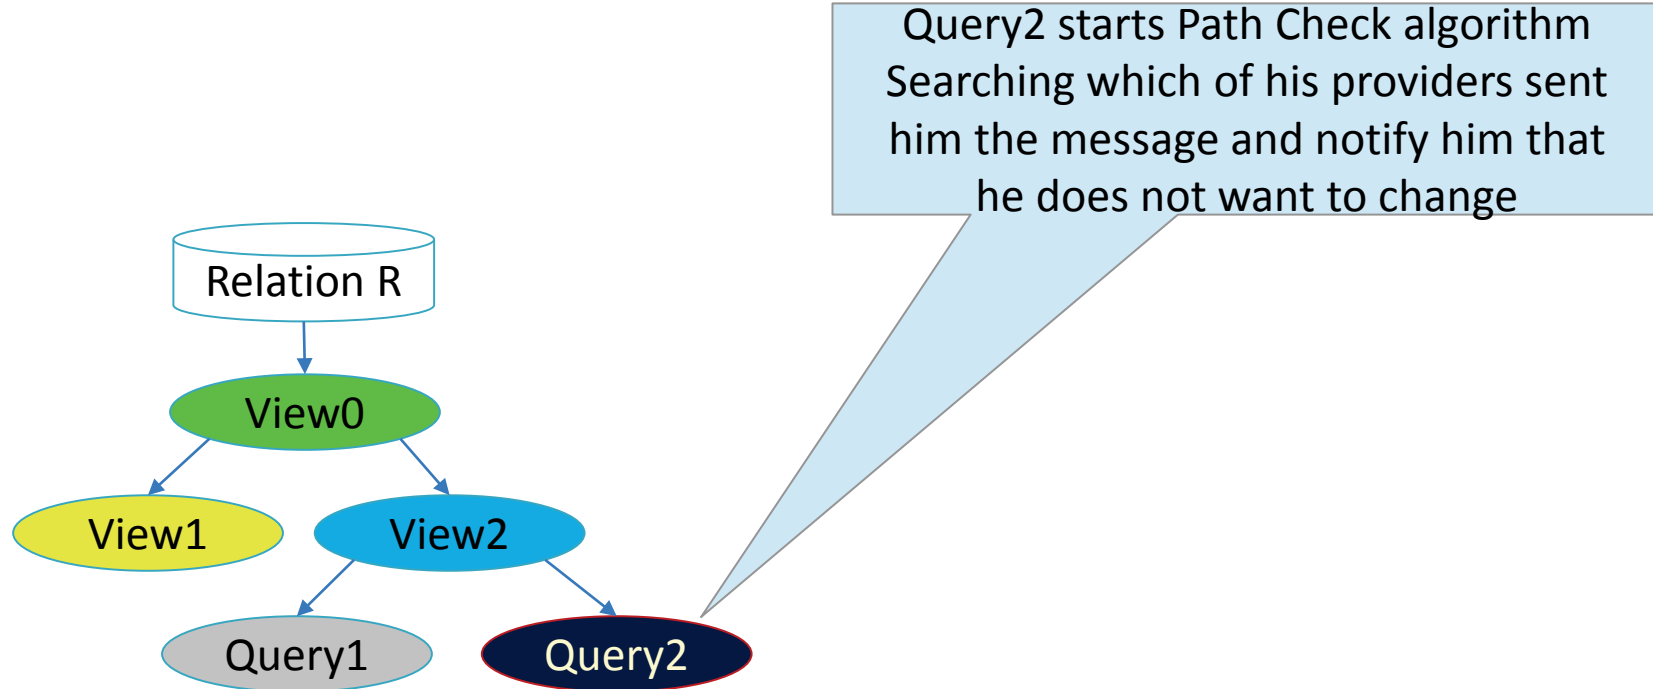 Query2 starts Path Check algorithm
Searching which of his providers sent
him the message and notify him that
he does not want to change
Relation R
View0
View1
View2
Query1
Query2